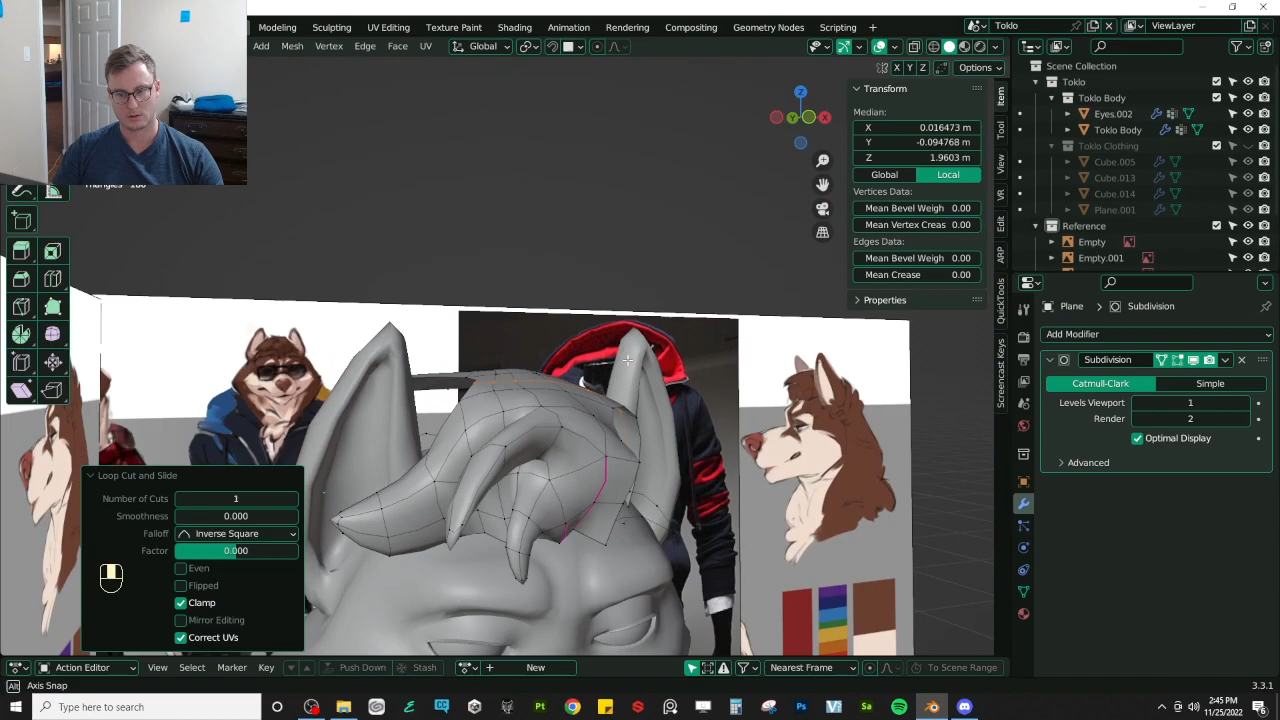 Modeling Sculpting UV Editing Texture Paint Shading Animation Rendering Compositing Geometry Nodes Scripting Toklo ViewLayer
Add Mesh Vertex Edge Face UV Global
X Y Z Options
Transform
Median:
X 0.016473 m
Y -0.094768 m
Z 1.9603 m
Global Local
Vertices Data:
Mean Bevel Weigh 0.00
Mean Vertex Creas 0.00
Edges Data:
Mean Bevel Weigh 0.00
Mean Crease 0.00
Properties
Item
Tool
View
VR
Edit
ARP
QuickTools
Screencast Keys
Z
Y
X
Scene Collection
Toklo
Toklo Body
Eyes.002
Toklo Body
Toklo Clothing
Cube.005
Cube.013
Cube.014
Plane.001
Reference
Empty
Empty.001
Plane > Subdivision
Add Modifier
Subdivision
Catmull-Clark Simple
Levels Viewport 1
Render 2
Optimal Display
Advanced
Loop Cut and Slide
Number of Cuts 1
Smoothness 0.000
Falloff Inverse Square
Factor 0.000
Even
Flipped
Clamp
Mirror Editing
Correct UVs
Action Editor View Select Marker Key Push Down Stash New Nearest Frame To Scene Range
Alt Axis Snap 3.3.1
Type here to search
2:45 PM
11/25/2022